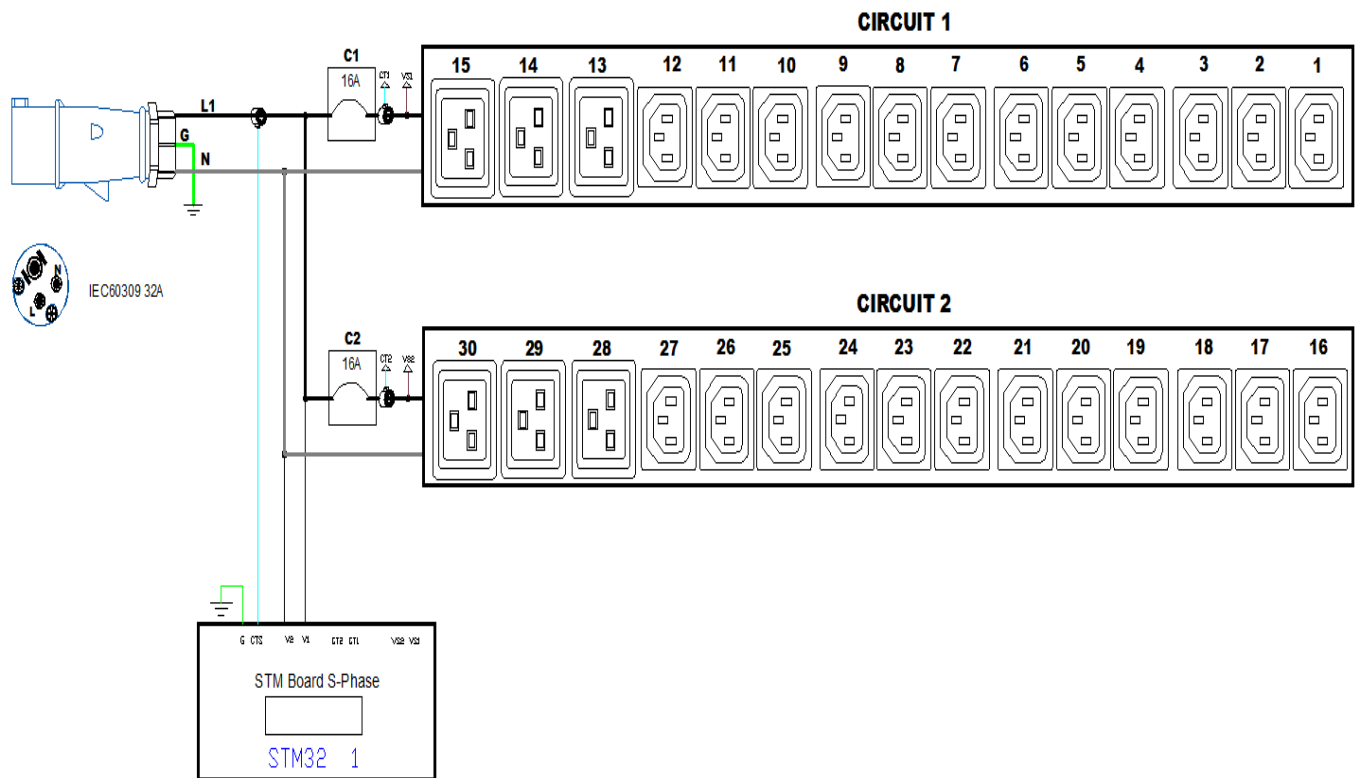 CIRCUIT 1
C1
16A
CT1
VS1
15 14 13 12 11 10 9 8 7 6 5 4 3 2 1
L1
G
N
N
L
IEC60309 32A
CIRCUIT 2
C2
16A
CT2
VS2
30 29 28 27 26 25 24 23 22 21 20 19 18 17 16
G CTS V2 V1 CT2 CT1 VS2 VS1
STM Board S-Phase
STM32 1